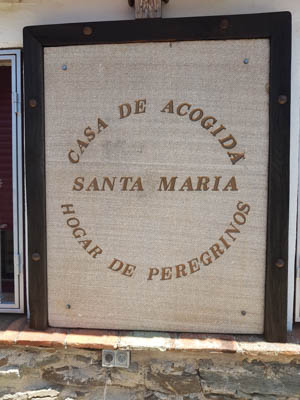 CASA DE ACOGIDA
SANTA MARIA
HOGAR DE PEREGRINOS